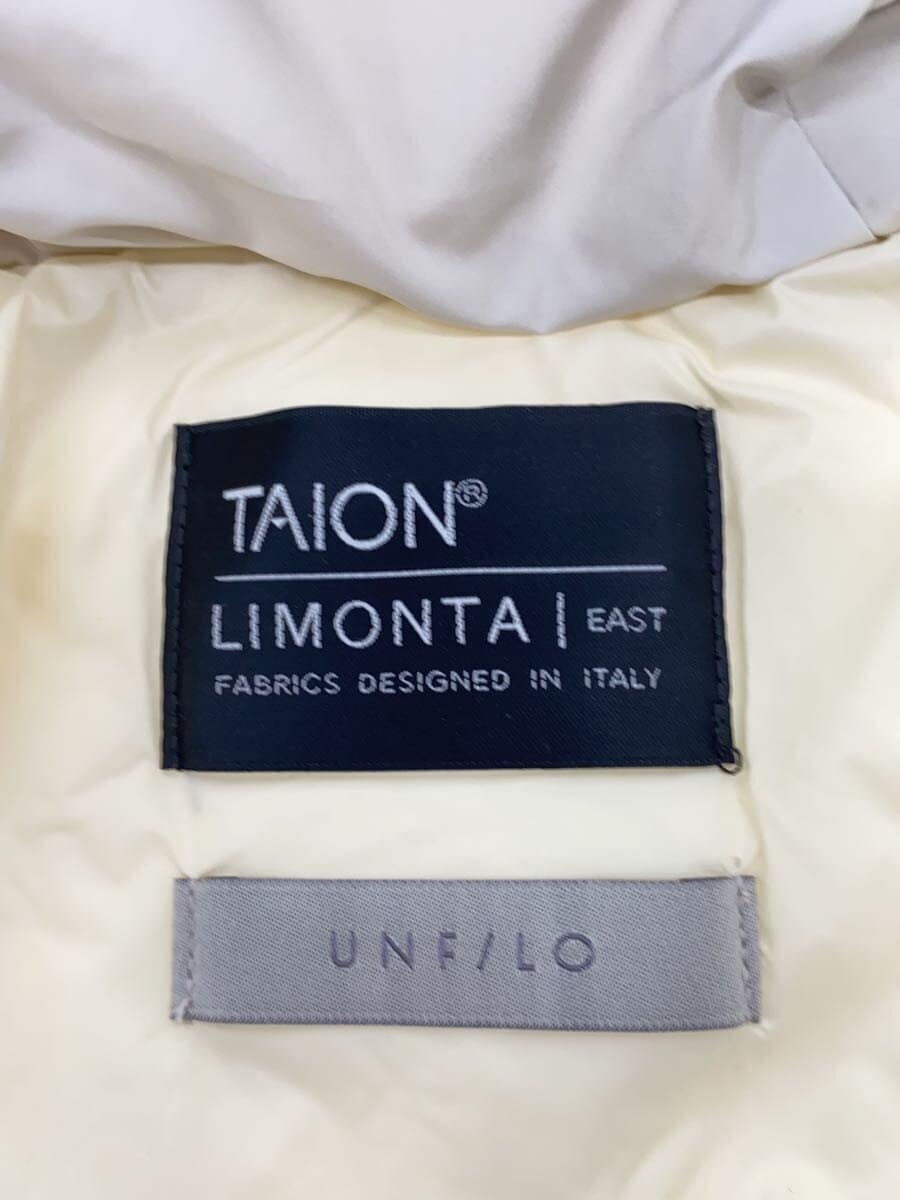 TAION®
LIMONTA | EAST
FABRICS DESIGNED IN ITALY
UNF/LO